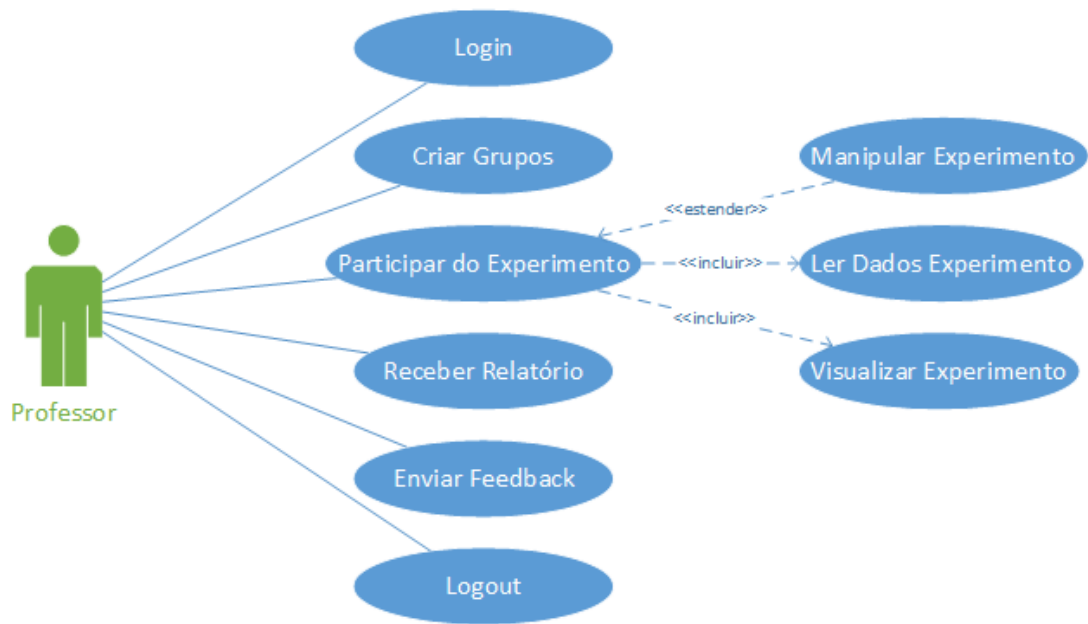 Login
Criar Grupos
Manipular Experimento
<<estender>>
Participar do Experimento
<<incluir>>
Ler Dados Experimento
<<incluir>>
Receber Relatório
Visualizar Experimento
Professor
Enviar Feedback
Logout